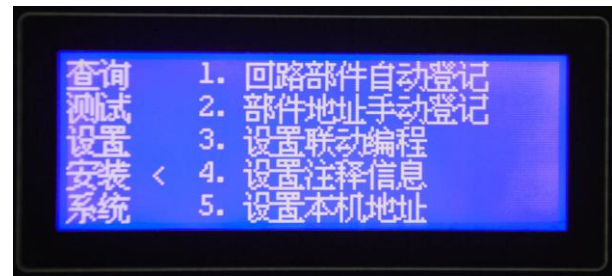 查询 1. 回路部件自动登记
测试 2. 部件地址手动登记
设置 3. 设置联动编程
安装 < 4. 设置注释信息
系统 5. 设置本机地址